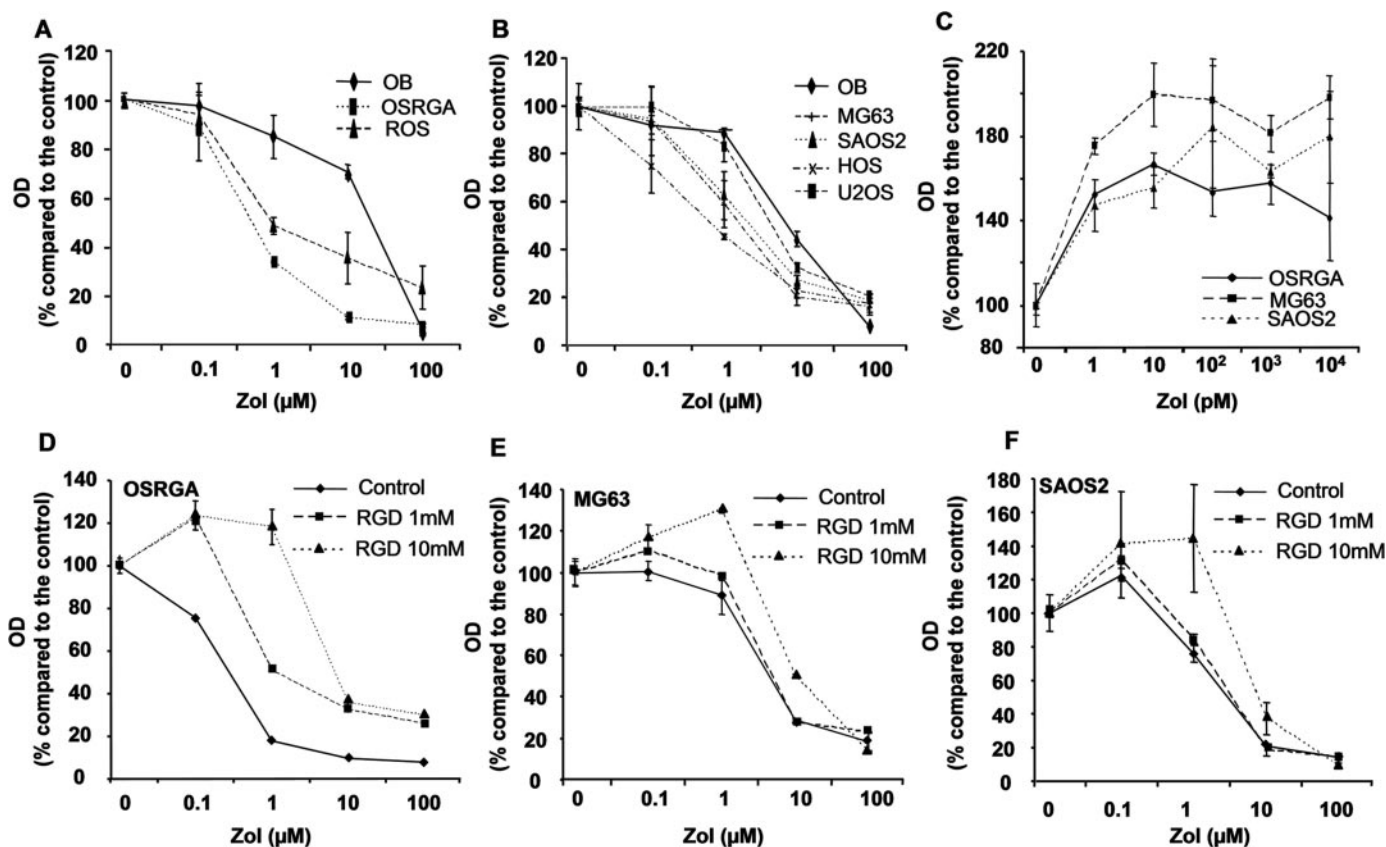 A
OD
(% compared to the control)
120
100
80
60
40
20
0
OB
OSRGA
ROS
0 0.1 1 10 100
Zol (µM)
B
OD
(% compraed to the control)
120
100
80
60
40
20
0
OB
MG63
SAOS2
HOS
U2OS
0 0.1 1 10 100
Zol (µM)
C
OD
(% compared to the control)
220
180
140
100
80
OSRGA
MG63
SAOS2
0 1 10 10² 10³ 10⁴
Zol (pM)
D
OD
(% compared to the control)
140
120
100
80
60
40
20
0
OSRGA
Control
RGD 1mM
RGD 10mM
0 0.1 1 10 100
Zol (µM)
E
OD
(% compared to the control)
140
120
100
80
60
40
20
0
MG63
Control
RGD 1mM
RGD 10mM
0 0.1 1 10 100
Zol (µM)
F
OD
(% compared to the control)
200
180
160
140
120
100
80
60
40
20
0
SAOS2
Control
RGD 1mM
RGD 10mM
0 0.1 1 10 100
Zol (µM)